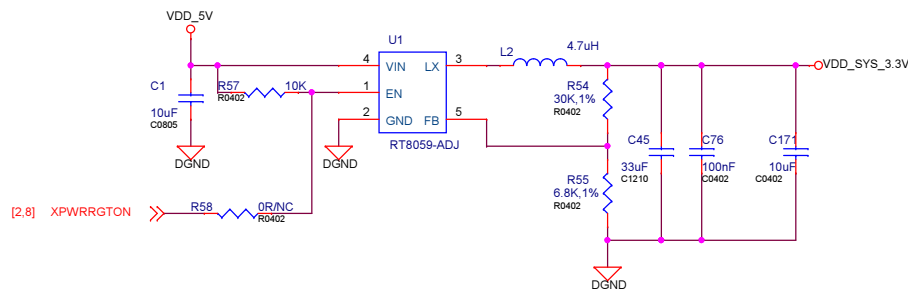 VDD_5V
U1
L2 4.7uH
4 VIN LX 3
VDD_SYS_3.3V
C1
10uF
C0805
R57 10K
R0402
1 EN
2 GND FB 5
RT8059-ADJ
R54
30K,1%
R0402
DGND
DGND
C45
33uF
C1210
C76
100nF
C0402
C171
10uF
C0402
R55
6.8K,1%
R0402
[2,8] XPWRRGTON
R58 0R/NC
R0402
DGND